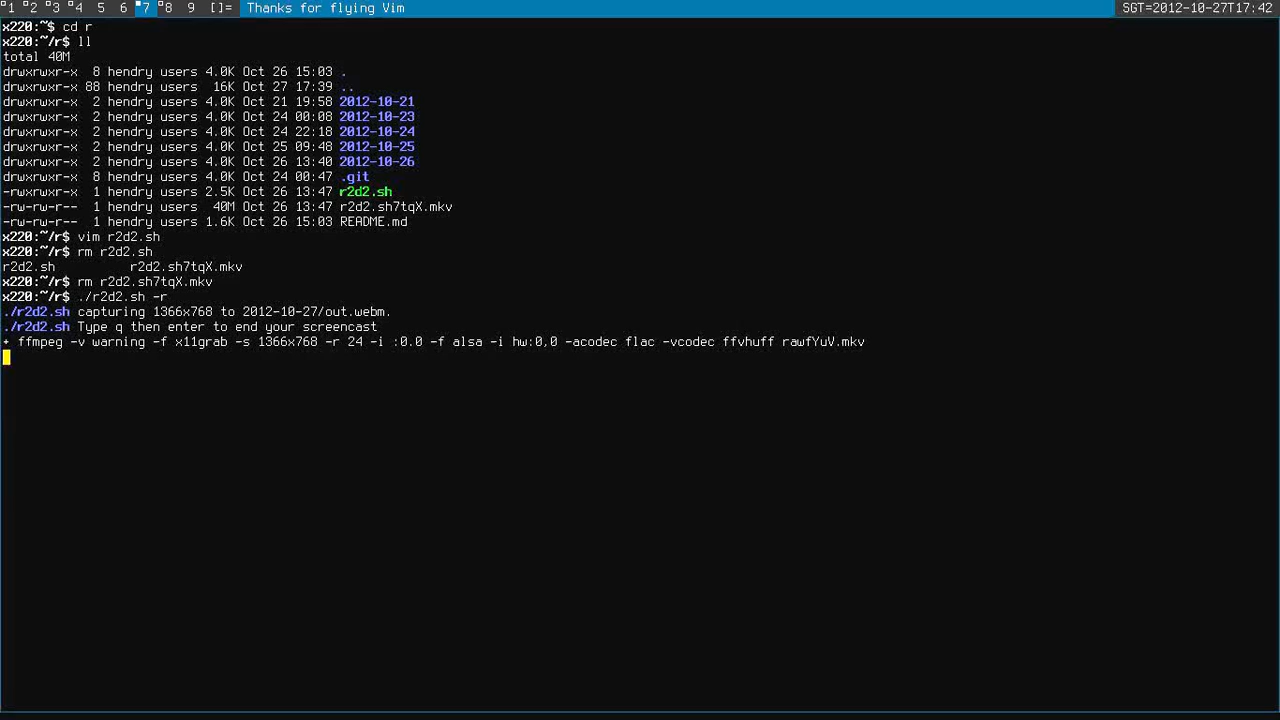 1 2 3 4 5 6 7 8 9 []= Thanks for flying Vim SGT=2012-10-27T17:42
x220:~$ cd r
x220:~/r$ ll
total 40M
drwxrwxr-x  8 hendry users 4.0K Oct 26 15:03 .
drwxrwxr-x 88 hendry users  16K Oct 27 17:39 ..
drwxrwxr-x  2 hendry users 4.0K Oct 21 19:58 2012-10-21
drwxrwxr-x  2 hendry users 4.0K Oct 24 00:08 2012-10-23
drwxrwxr-x  2 hendry users 4.0K Oct 24 22:18 2012-10-24
drwxrwxr-x  2 hendry users 4.0K Oct 25 09:48 2012-10-25
drwxrwxr-x  2 hendry users 4.0K Oct 26 13:40 2012-10-26
drwxrwxr-x  8 hendry users 4.0K Oct 24 00:47 .git
-rwxrwxr-x  1 hendry users 2.5K Oct 26 13:47 r2d2.sh
-rw-rw-r--  1 hendry users  40M Oct 26 13:47 r2d2.sh7tqX.mkv
-rw-rw-r--  1 hendry users 1.6K Oct 26 15:03 README.md
x220:~/r$ vim r2d2.sh
x220:~/r$ rm r2d2.sh
r2d2.sh          r2d2.sh7tqX.mkv
x220:~/r$ rm r2d2.sh7tqX.mkv
x220:~/r$ ./r2d2.sh -r
./r2d2.sh capturing 1366x768 to 2012-10-27/out.webm.
./r2d2.sh Type q then enter to end your screencast
+ ffmpeg -v warning -f x11grab -s 1366x768 -r 24 -i :0.0 -f alsa -i hw:0,0 -acodec flac -vcodec ffvhuff rawfYuV.mkv